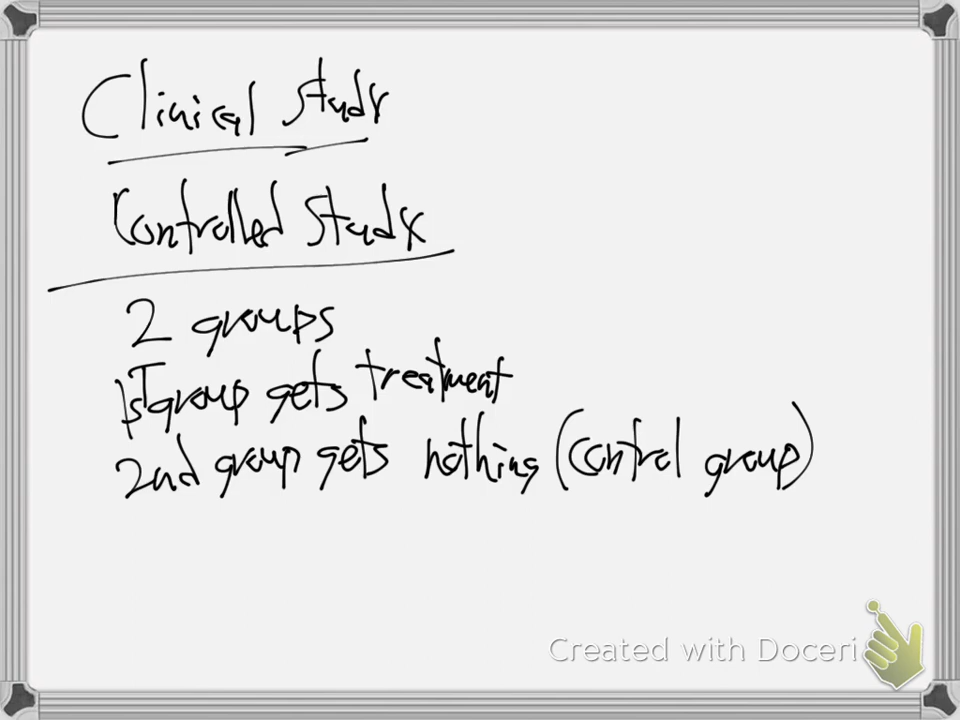 Clinical Study
Controlled Study
2 groups
1st group gets treatment
2nd group gets nothing (control group)
Created with Doceri